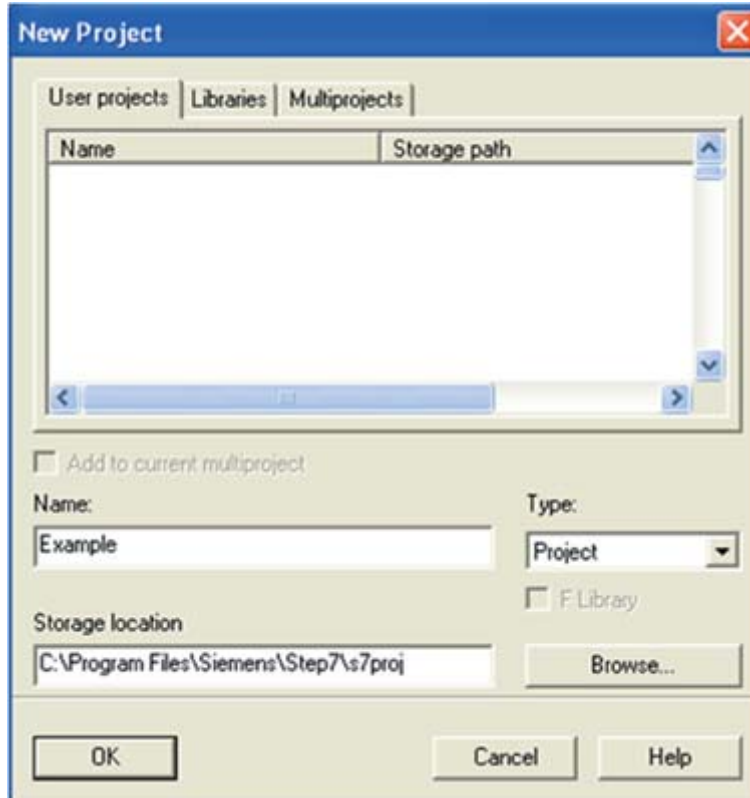 New Project
User projects Libraries Multiprojects
Name Storage path
Add to current multiproject
Name: Type:
Example Project
F Library
Storage location
C:\Program Files\Siemens\Step7\s7proj Browse...
OK Cancel Help